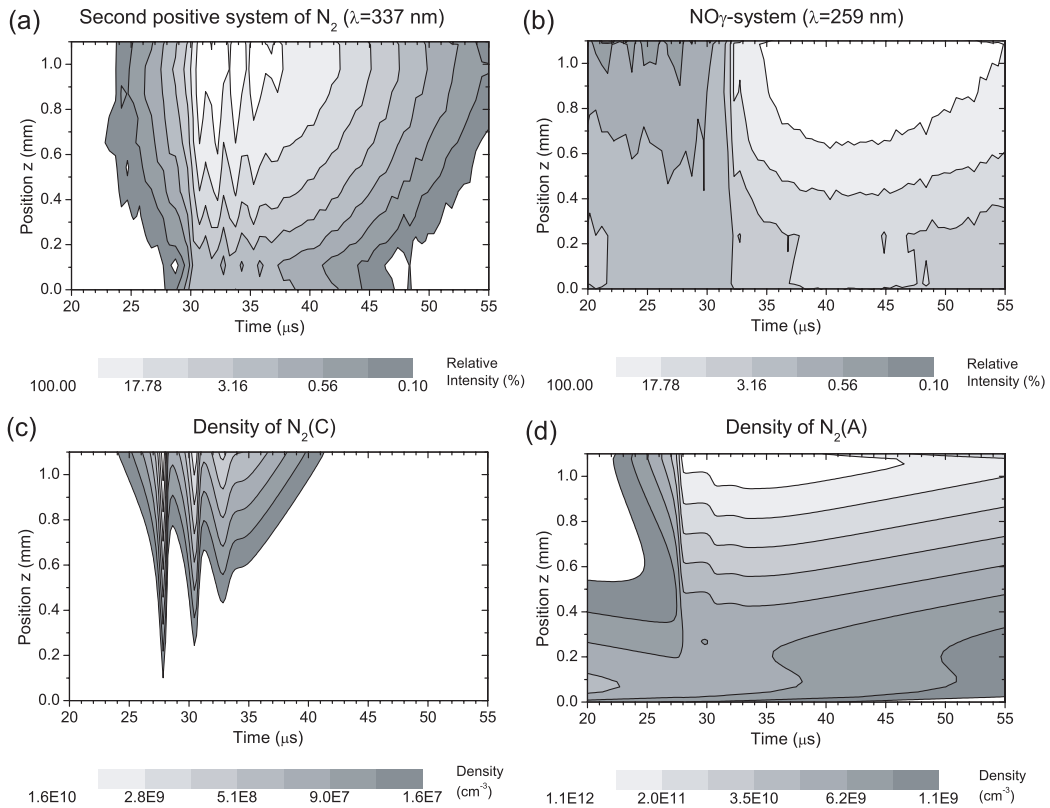 (a)
Second positive system of N2 (λ=337 nm)
Position z (mm)
1.0
0.8
0.6
0.4
0.2
0.0
20 25 30 35 40 45 50 55
Time (μs)
100.00 17.78 3.16 0.56 0.10
Relative
Intensity (%)
(b)
NOγ-system (λ=259 nm)
Position z (mm)
1.0
0.8
0.6
0.4
0.2
0.0
20 25 30 35 40 45 50 55
Time (μs)
100.00 17.78 3.16 0.56 0.10
Relative
Intensity (%)
(c)
Density of N2(C)
Position z (mm)
1.0
0.8
0.6
0.4
0.2
0.0
20 25 30 35 40 45 50 55
Time (μs)
1.6E10 2.8E9 5.1E8 9.0E7 1.6E7
Density
(cm-3)
(d)
Density of N2(A)
Position z (mm)
1.0
0.8
0.6
0.4
0.2
0.0
20 25 30 35 40 45 50 55
Time (μs)
1.1E12 2.0E11 3.5E10 6.2E9 1.1E9
Density
(cm-3)